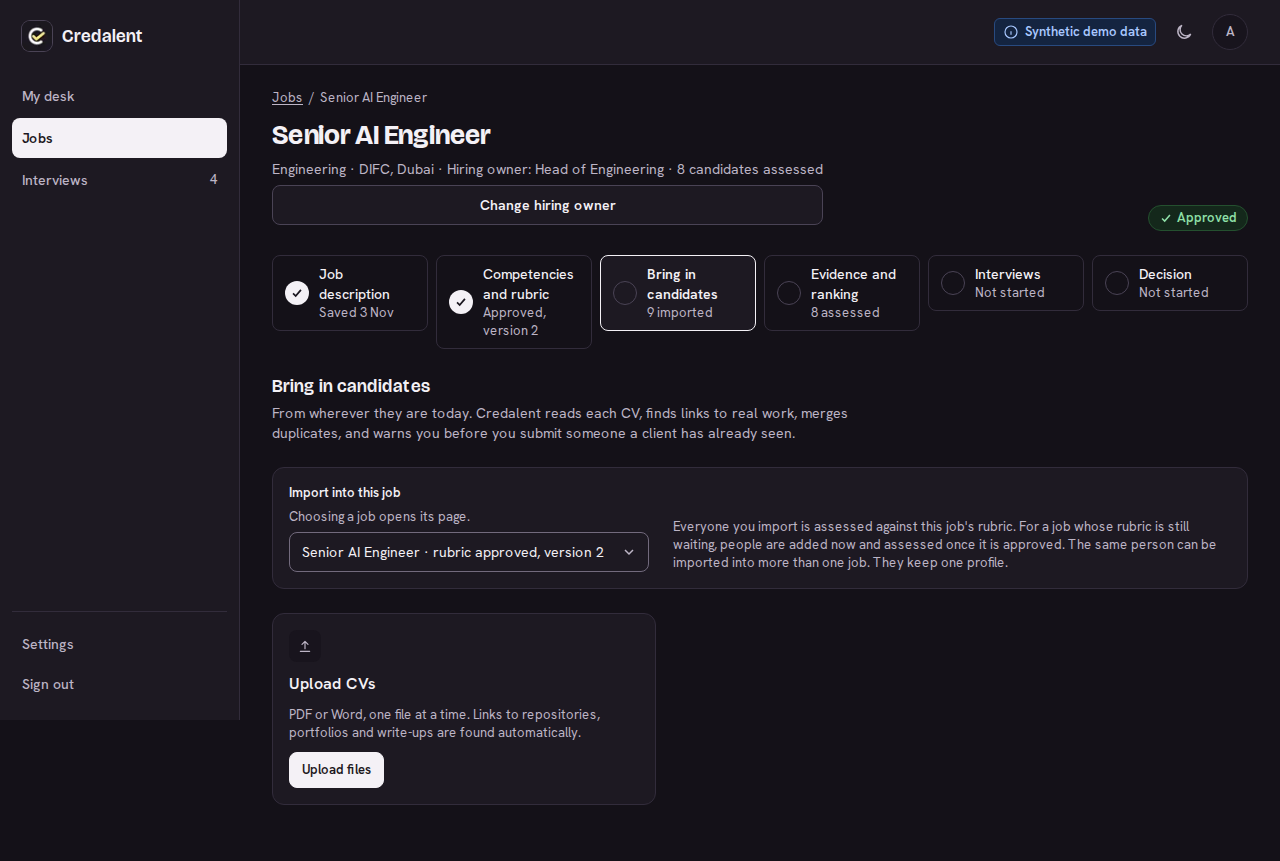 Credalent
Synthetic demo data
A
My desk
Jobs
Interviews 4
Settings
Sign out
Jobs / Senior AI Engineer
Senior AI Engineer
Engineering · DIFC, Dubai · Hiring owner: Head of Engineering · 8 candidates assessed
Change hiring owner
Approved
Job
description
Saved 3 Nov
Competencies
and rubric
Approved,
version 2
Bring in
candidates
9 imported
Evidence and
ranking
8 assessed
Interviews
Not started
Decision
Not started
Bring in candidates
From wherever they are today. Credalent reads each CV, finds links to real work, merges
duplicates, and warns you before you submit someone a client has already seen.
Import into this job
Choosing a job opens its page.
Senior AI Engineer · rubric approved, version 2
Everyone you import is assessed against this job's rubric. For a job whose rubric is still
waiting, people are added now and assessed once it is approved. The same person can be
imported into more than one job. They keep one profile.
Upload CVs
PDF or Word, one file at a time. Links to repositories,
portfolios and write-ups are found automatically.
Upload files